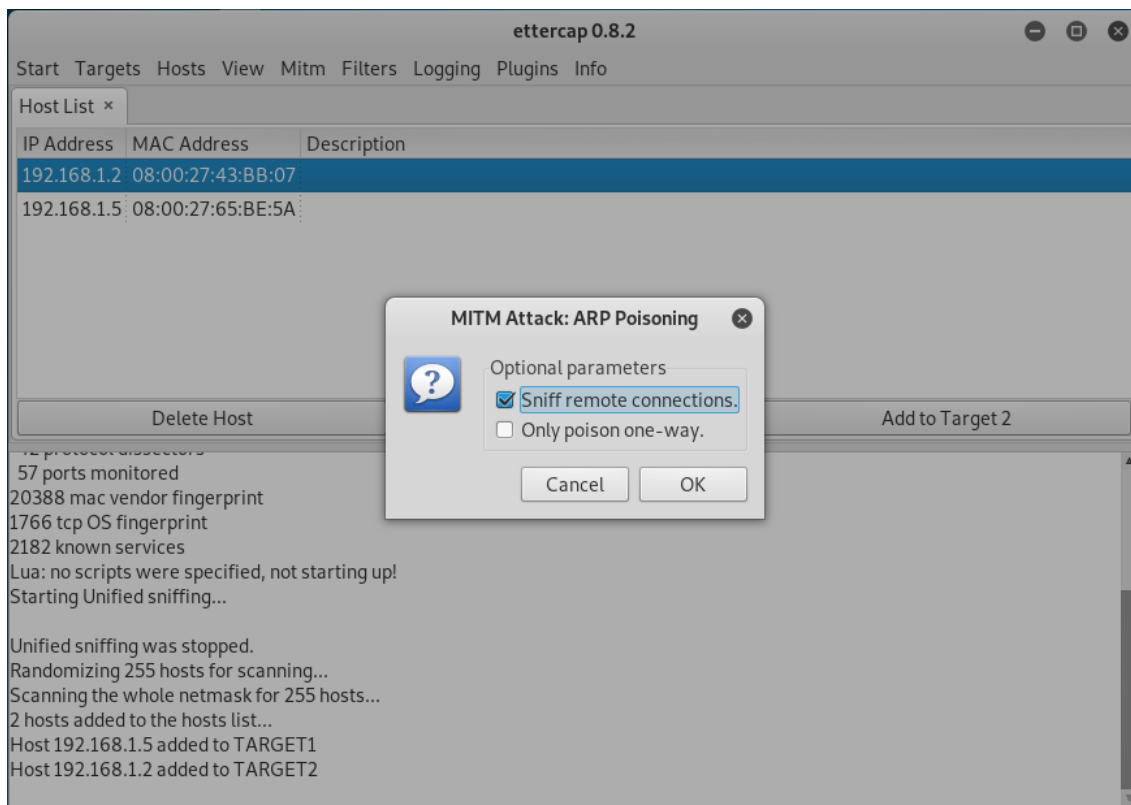 ettercap 0.8.2
Start Targets Hosts View Mitm Filters Logging Plugins Info
Host List ×
IP Address MAC Address Description
192.168.1.2 08:00:27:43:BB:07
192.168.1.5 08:00:27:65:BE:5A
MITM Attack: ARP Poisoning
Optional parameters
Sniff remote connections.
Only poison one-way.
Cancel OK
Delete Host Add to Target 2
42 protocol dissectors
57 ports monitored
20388 mac vendor fingerprint
1766 tcp OS fingerprint
2182 known services
Lua: no scripts were specified, not starting up!
Starting Unified sniffing...
Unified sniffing was stopped.
Randomizing 255 hosts for scanning...
Scanning the whole netmask for 255 hosts...
2 hosts added to the hosts list...
Host 192.168.1.5 added to TARGET1
Host 192.168.1.2 added to TARGET2